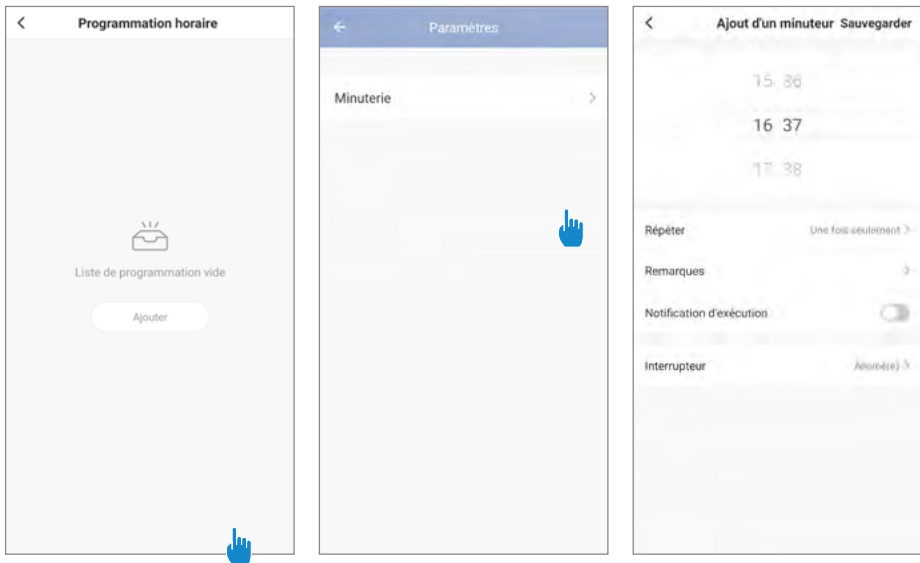 Programmation horaire
Liste de programmation vide
Ajouter
Paramètres
Minuterie
Ajout d'un minuteur Sauvegarder
15 36
16 37
17 38
Répéter Une fois seulement
Remarques
Notification d'exécution
Interrupteur